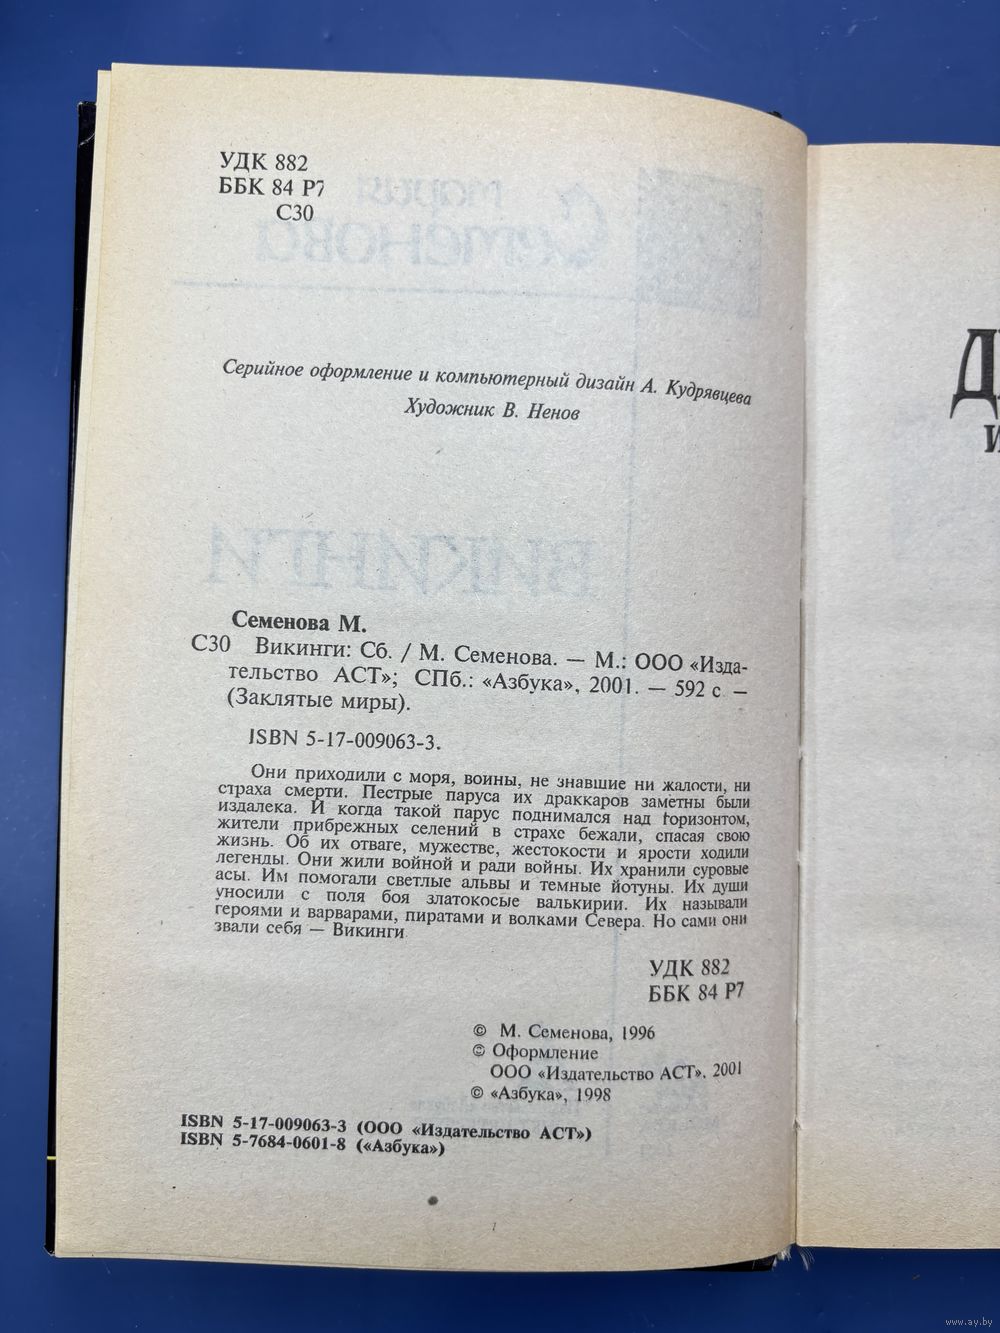 УДК 882
ББК 84 Р7
С30
Серийное оформление и компьютерный дизайн А. Кудрявцева
Художник В. Ненов
Семенова М.
С30 Викинги: Сб. / М. Семенова. — М.: ООО «Изда-
тельство АСТ»; СПб.: «Азбука», 2001. — 592 с —
(Заклятые миры).
ISBN 5-17-009063-3.
Они приходили с моря, воины, не знавшие ни жалости, ни
страха смерти. Пестрые паруса их драккаров заметны были
издалека. И когда такой парус поднимался над горизонтом,
жители прибрежных селений в страхе бежали, спасая свою
жизнь. Об их отваге, мужестве, жестокости и ярости ходили
легенды. Они жили войной и ради войны. Их хранили суровые
асы. Им помогали светлые альвы и темные йотуны. Их души
уносили с поля боя златокосые валькирии. Их называли
героями и варварами, пиратами и волками Севера. Но сами они
звали себя — Викинги
УДК 882
ББК 84 Р7
© М. Семенова, 1996
© Оформление
ООО «Издательство АСТ», 2001
© «Азбука», 1998
ISBN 5-17-009063-3 (ООО «Издательство АСТ»)
ISBN 5-7684-0601-8 («Азбука»)
www.ay.by